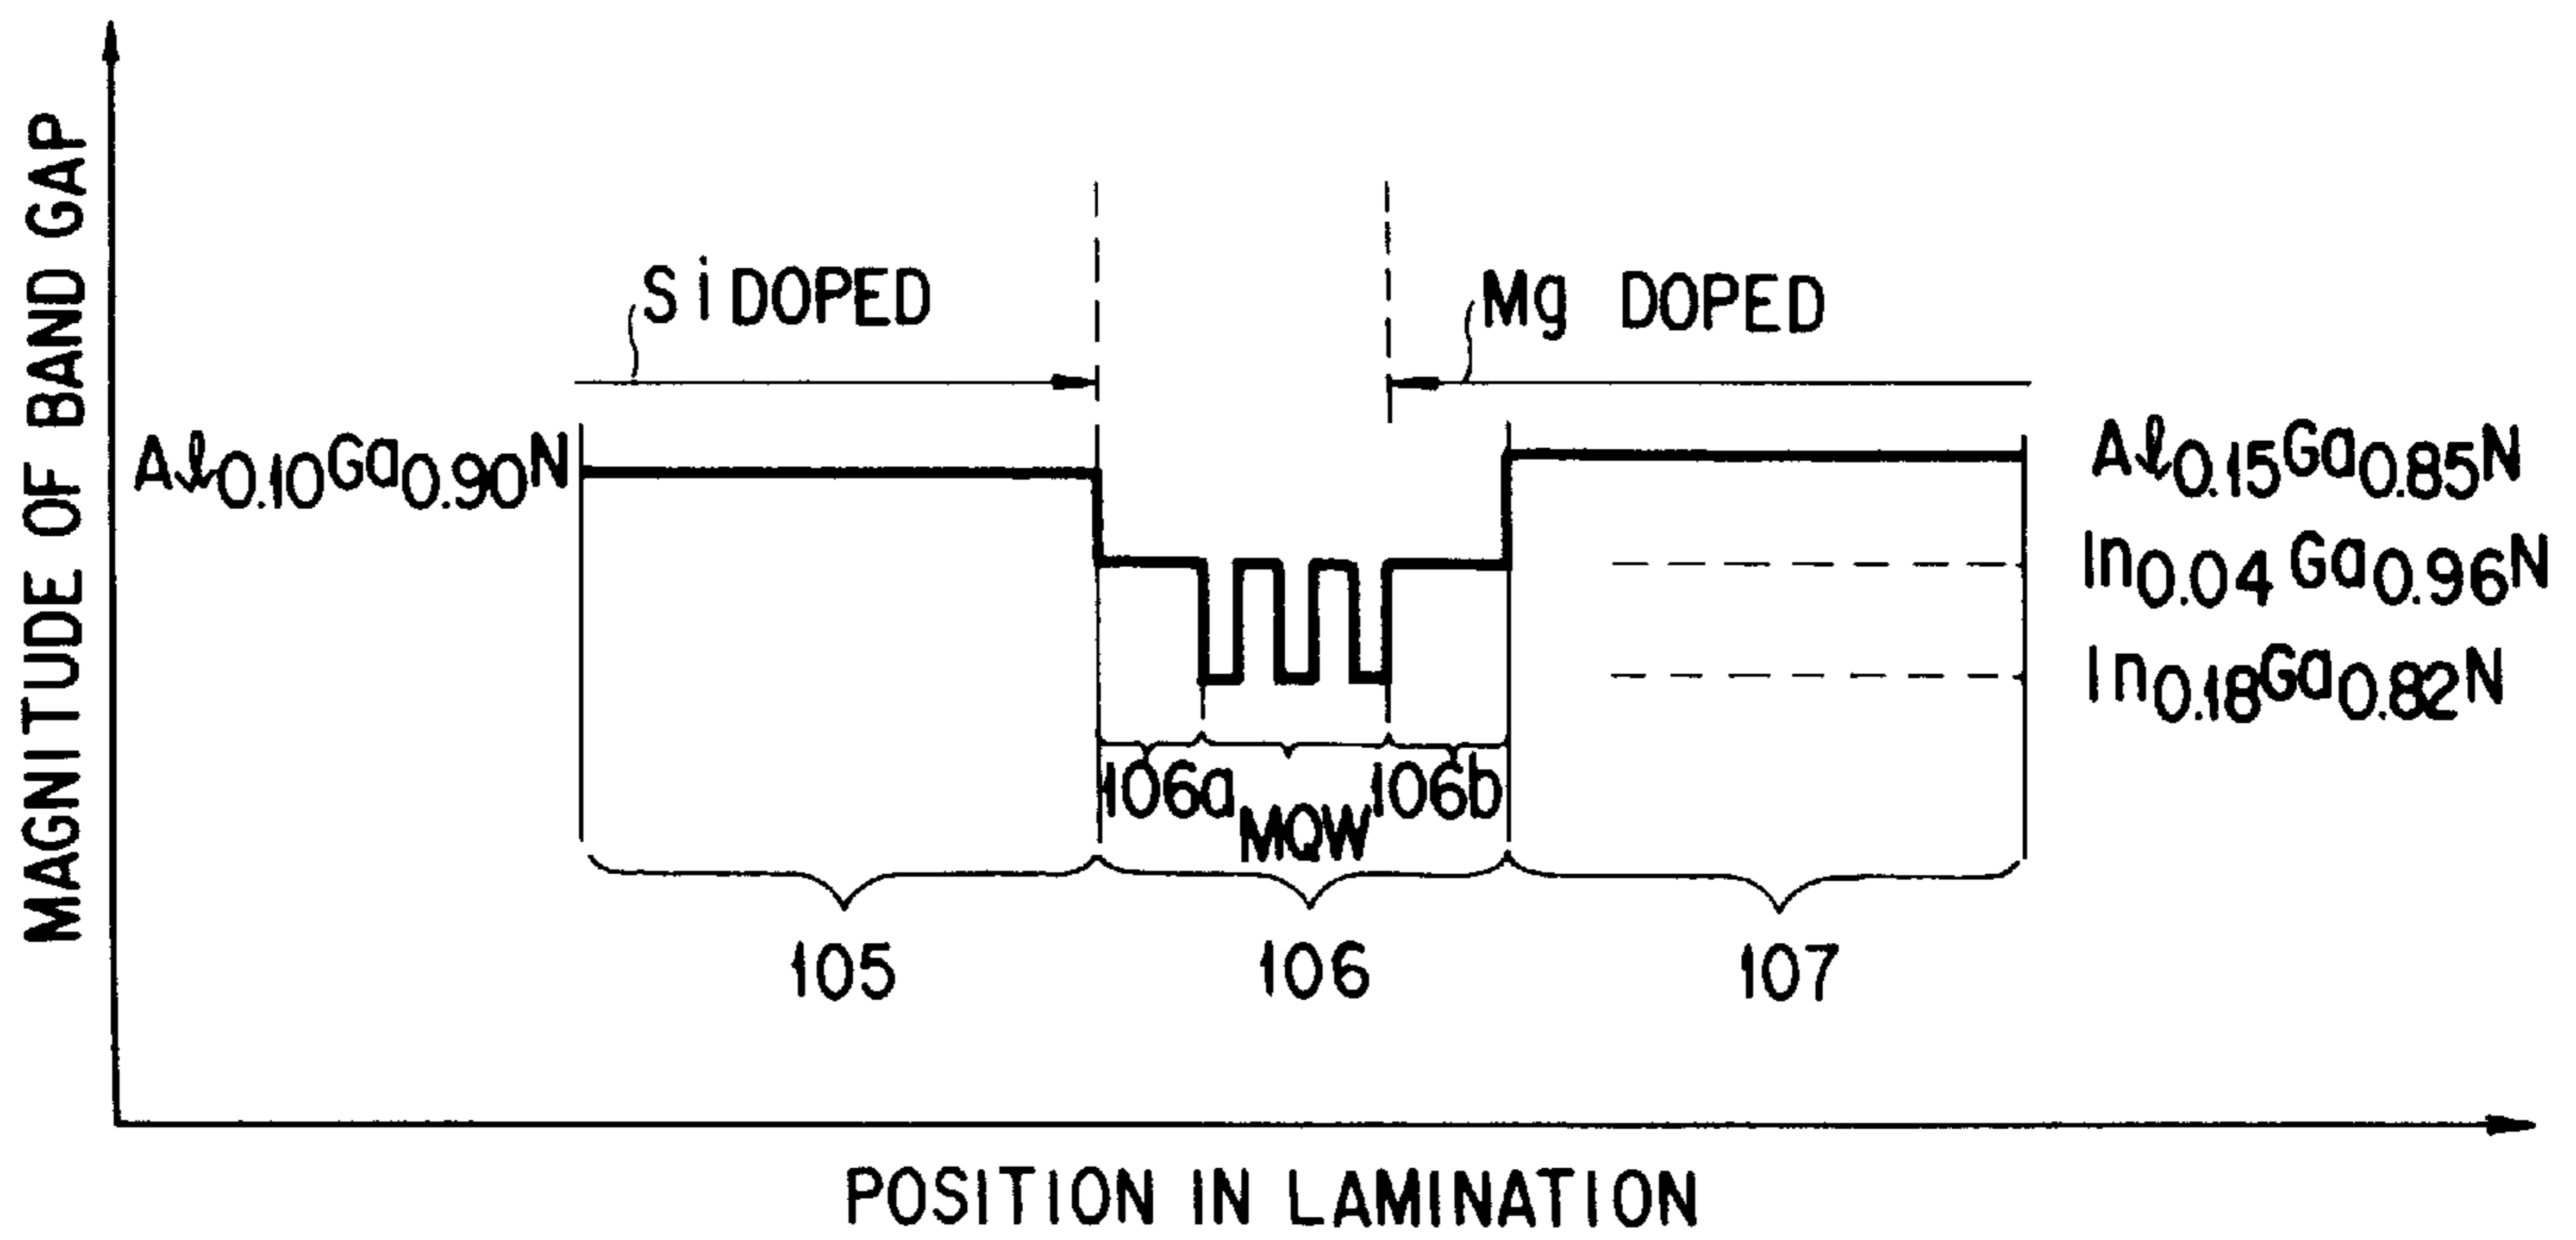 MAGNITUDE OF BAND GAP
Si DOPED
Mg DOPED
Al0.10Ga0.90N
Al0.15Ga0.85N
In0.04Ga0.96N
In0.18Ga0.82N
106a
MQW
106b
105
106
107
POSITION IN LAMINATION